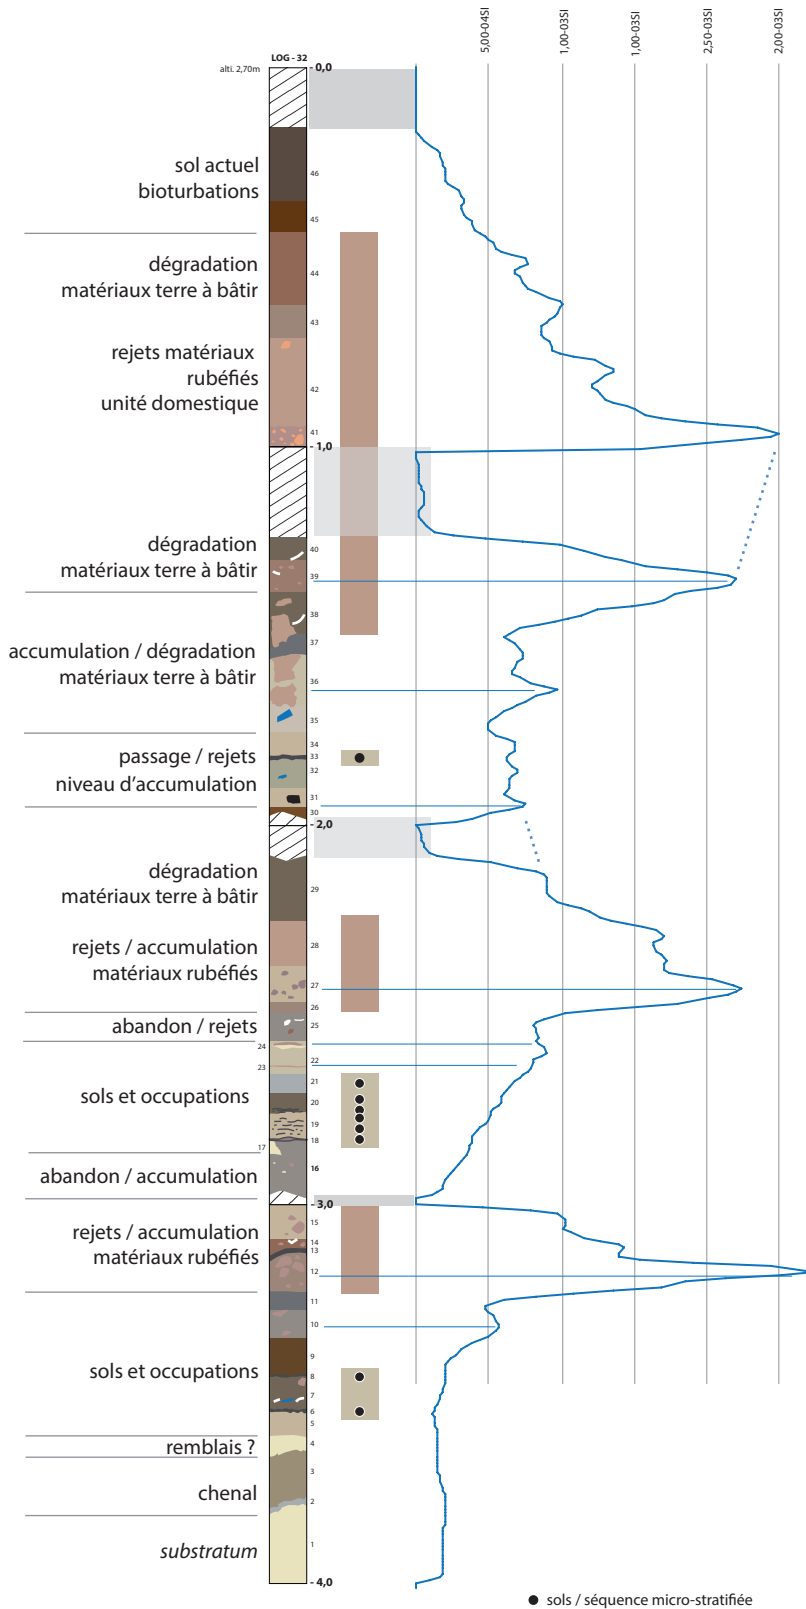 5,00-04SI
1,00-03SI
1,00-03SI
2,50-03SI
2,00-03SI
LOG - 32
alti. 2,70m
- 0,0
sol actuel
bioturbations
46
45
dégradation
matériaux terre à bâtir
44
43
rejets matériaux
rubéfiés
unité domestique
42
41
- 1,0
dégradation
matériaux terre à bâtir
40
39
38
37
accumulation / dégradation
matériaux terre à bâtir
36
35
34
passage / rejets
33
niveau d'accumulation
32
31
30
- 2,0
dégradation
matériaux terre à bâtir
29
rejets / accumulation
matériaux rubéfiés
28
27
26
abandon / rejets
25
24
22
23
21
sols et occupations
20
19
18
17
abandon / accumulation
16
- 3,0
rejets / accumulation
matériaux rubéfiés
15
14
13
12
11
10
9
sols et occupations
8
7
6
5
remblais ?
4
3
chenal
2
substratum
1
- 4,0
sols / séquence micro-stratifiée